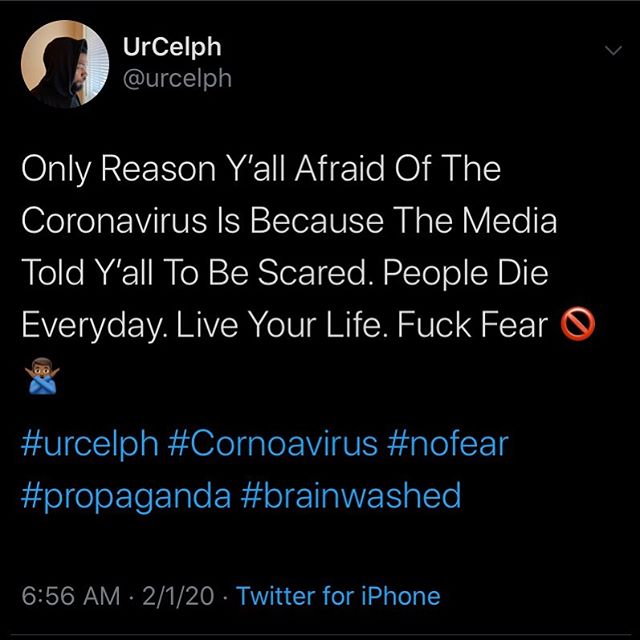 UrCelph
@urcelph
Only Reason Y'all Afraid Of The
Coronavirus Is Because The Media
Told Y'all To Be Scared. People Die
Everyday. Live Your Life. Fuck Fear 🚫
🙅🏾‍♂️
#urcelph #Cornoavirus #nofear
#propaganda #brainwashed
6:56 AM · 2/1/20 · Twitter for iPhone